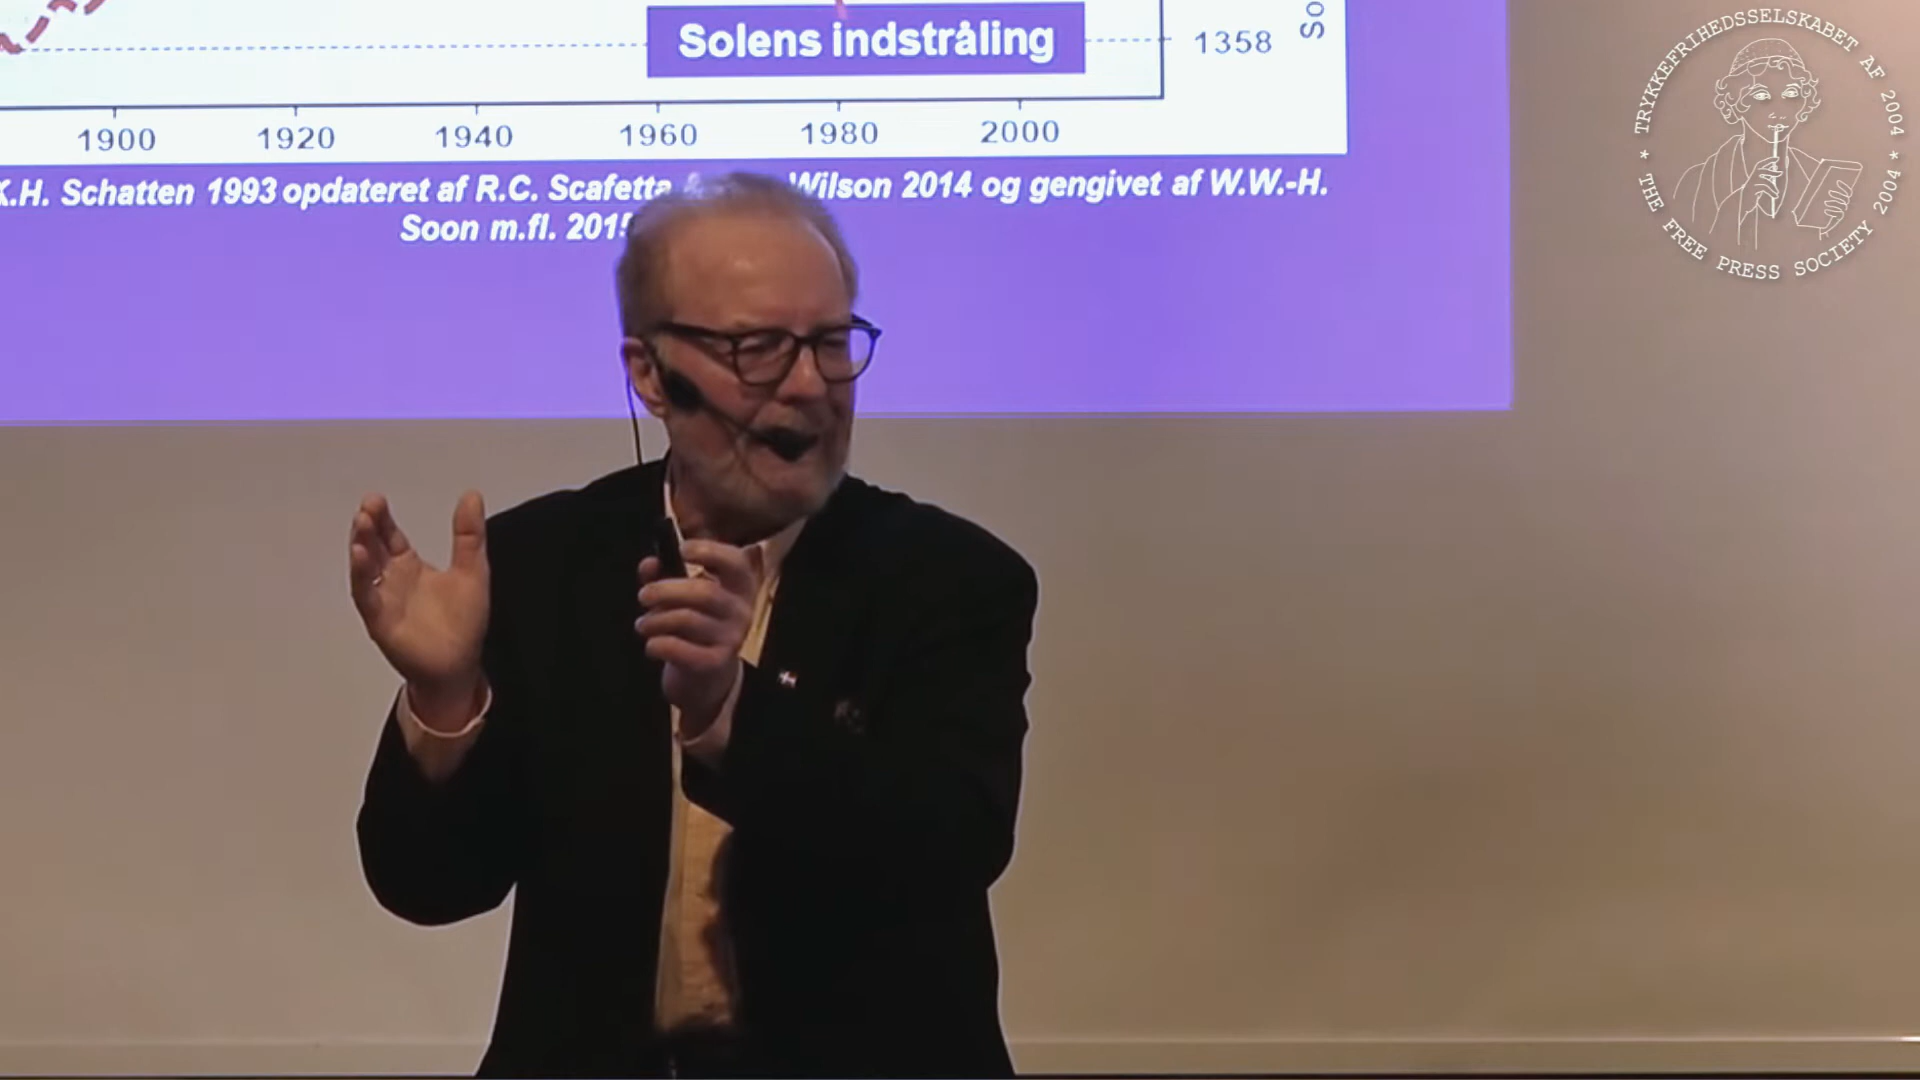 So
Solens indstråling
1358
1900 1920 1940 1960 1980 2000
K.H. Schatten 1993 opdateret af R.C. Scafetta Wilson 2014 og gengivet af W.W.-H.
Soon m.fl. 2015
* TRYKKEFRIHEDSSELSKABET AF 2004 *
THE FREE PRESS SOCIETY 2004